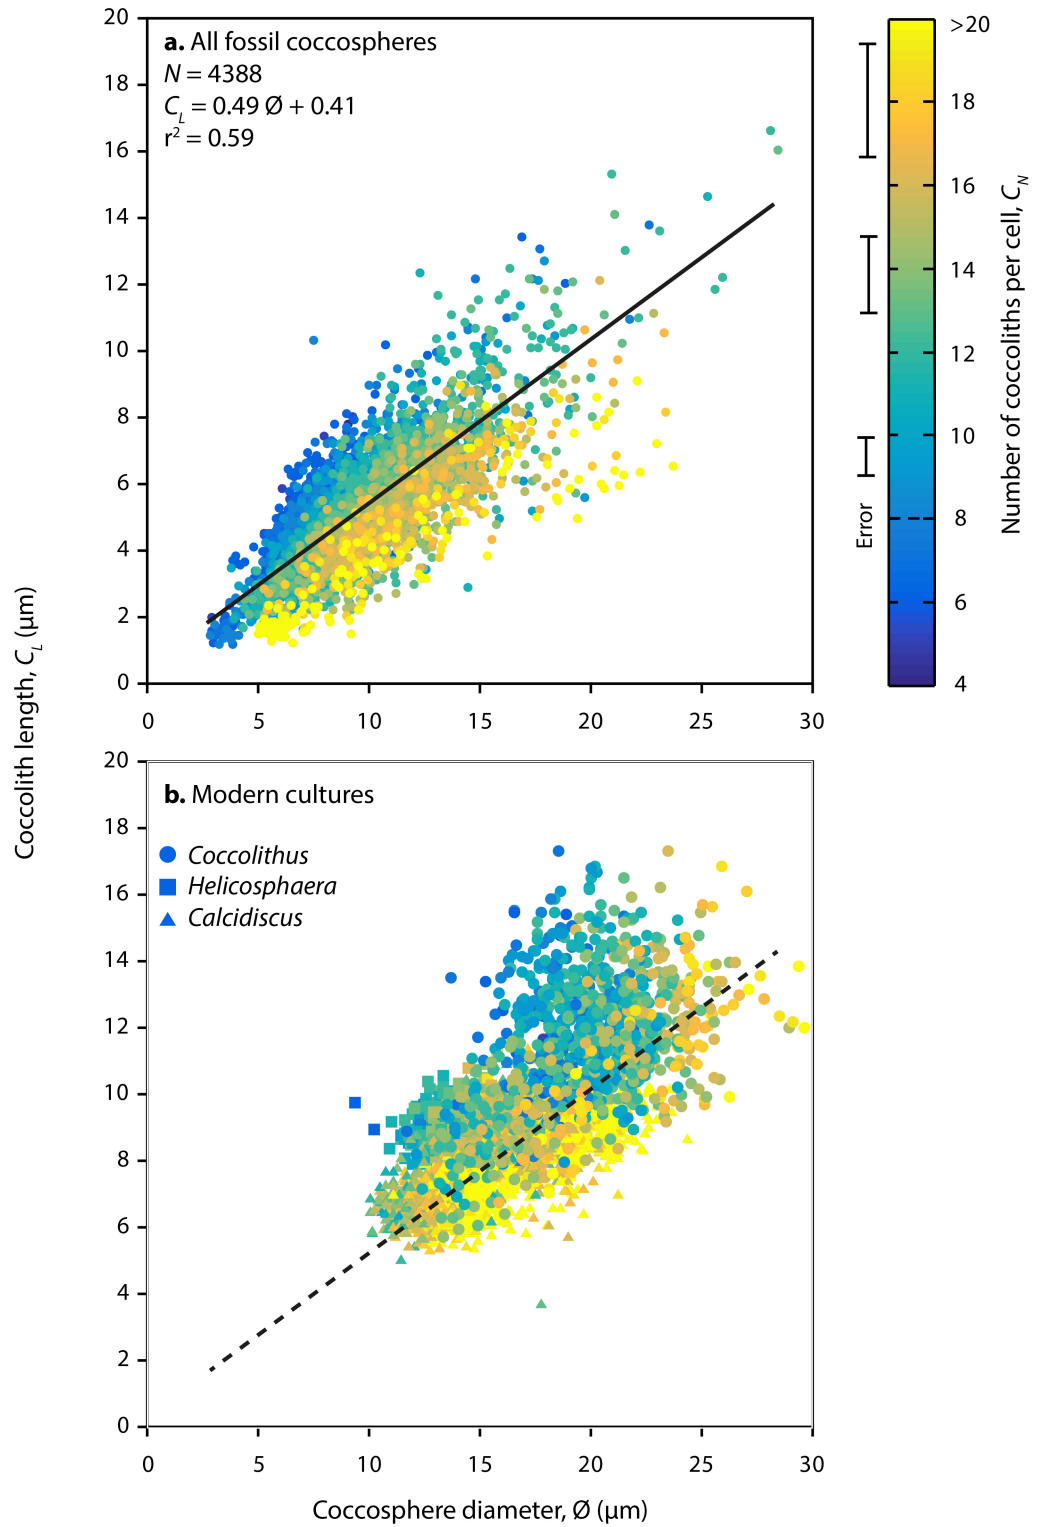 20
18
16
14
12
10
8
6
4
2
0
a. All fossil coccospheres
N = 4388
C_L = 0.49 Ø + 0.41
r² = 0.59
0 5 10 15 20 25 30
>20
18
16
14
12
10
8
6
4
Error
Number of coccoliths per cell, C_N
Coccolith length, C_L (µm)
20
18
16
14
12
10
8
6
4
2
0
b. Modern cultures
Coccolithus
Helicosphaera
Calcidiscus
0 5 10 15 20 25 30
Coccosphere diameter, Ø (µm)